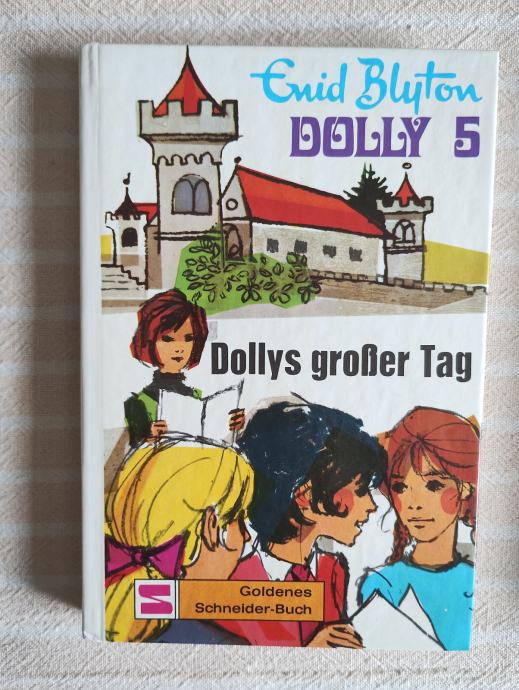 Enid Blyton
DOLLY 5
Dollys großer Tag
Goldenes
Schneider-Buch